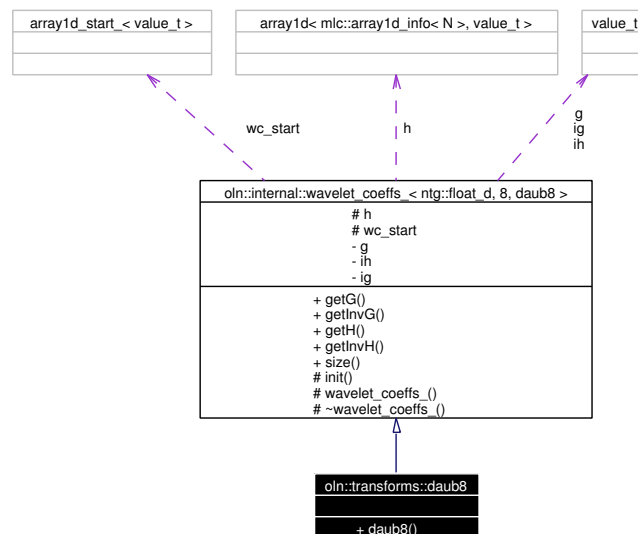 array1d_start_< value_t >
array1d< mlc::array1d_info< N >, value_t >
value_t
wc_start
h
g
ig
ih
oln::internal::wavelet_coeffs_< ntg::float_d, 8, daub8 >
# h
# wc_start
- g
- ih
- ig
+ getG()
+ getInvG()
+ getH()
+ getInvH()
+ size()
# init()
# wavelet_coeffs_()
# ~wavelet_coeffs_()
oln::transforms::daub8
+ daub8()